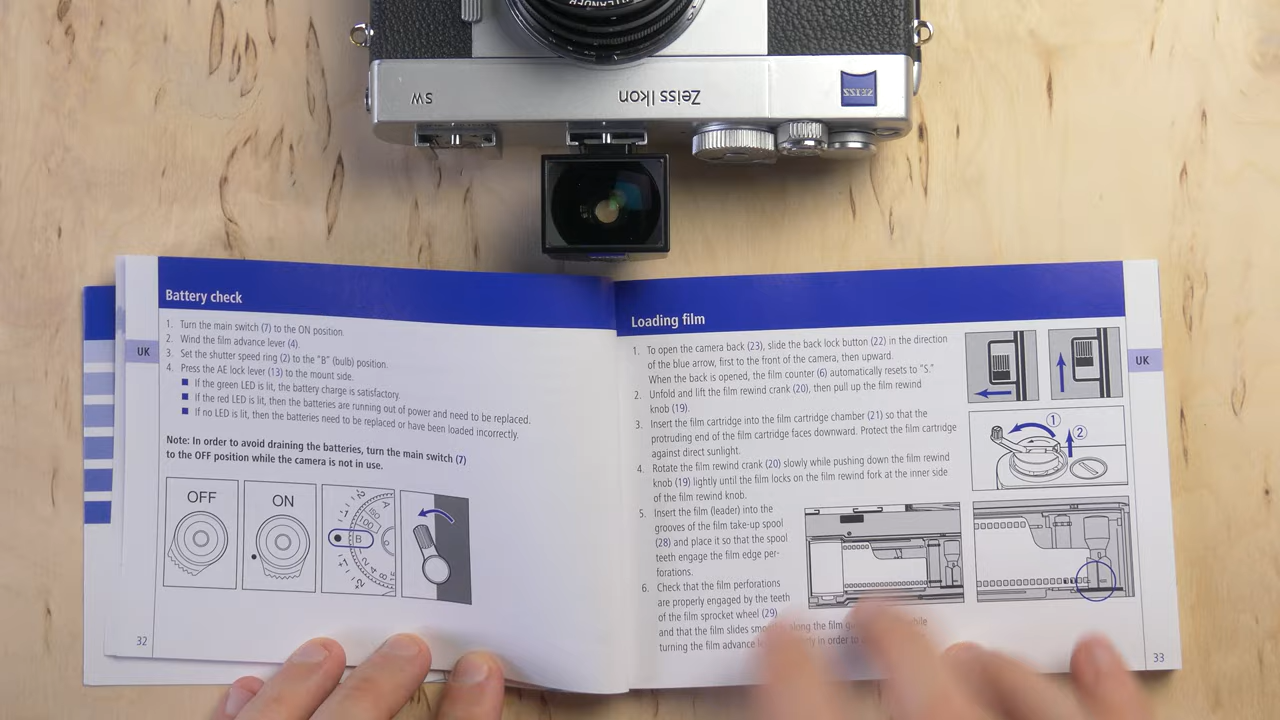 VOIGTLÄNDER
SW
Zeiss Ikon
ZEISS
Battery check
1. Turn the main switch (7) to the ON position.
2. Wind the film advance lever (4).
3. Set the shutter speed ring (2) to the "B" (bulb) position.
4. Press the AE lock lever (13) to the mount side.
■ If the green LED is lit, the battery charge is satisfactory.
■ If the red LED is lit, then the batteries are running out of power and need to be replaced.
■ If no LED is lit, then the batteries need to be replaced or have been loaded incorrectly.
Note: In order to avoid draining the batteries, turn the main switch (7)
to the OFF position while the camera is not in use.
UK
OFF
ON
B
32
Loading film
1. To open the camera back (23), slide the back lock button (22) in the direction
of the blue arrow, first to the front of the camera, then upward.
When the back is opened, the film counter (6) automatically resets to "S."
2. Unfold and lift the film rewind crank (20), then pull up the film rewind
knob (19).
3. Insert the film cartridge into the film cartridge chamber (21) so that the
protruding end of the film cartridge faces downward. Protect the film cartridge
against direct sunlight.
4. Rotate the film rewind crank (20) slowly while pushing down the film rewind
knob (19) lightly until the film locks on the film rewind fork at the inner side
of the film rewind knob.
5. Insert the film (leader) into the
grooves of the film take-up spool
(28) and place it so that the spool
teeth engage the film edge per-
forations.
6. Check that the film perforations
are properly engaged by the teeth
of the film sprocket wheel (29)
and that the film slides along the film
turning the film advance in order to
UK
1
2
33